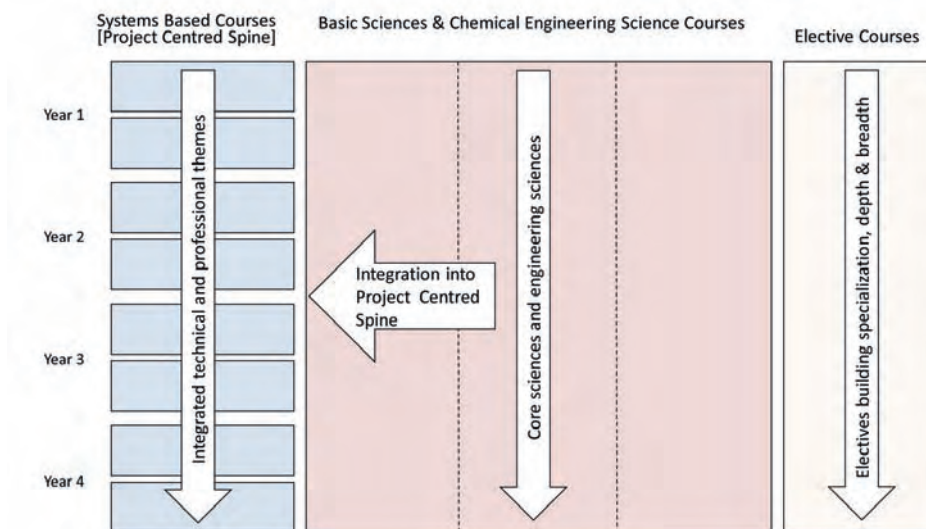 Systems Based Courses
[Project Centred Spine]
Basic Sciences & Chemical Engineering Science Courses
Elective Courses
Year 1
Year 2
Year 3
Year 4
Integrated technical and professional themes
Integration into
Project Centred
Spine
Core sciences and engineering sciences
Electives building specialization, depth & breadth